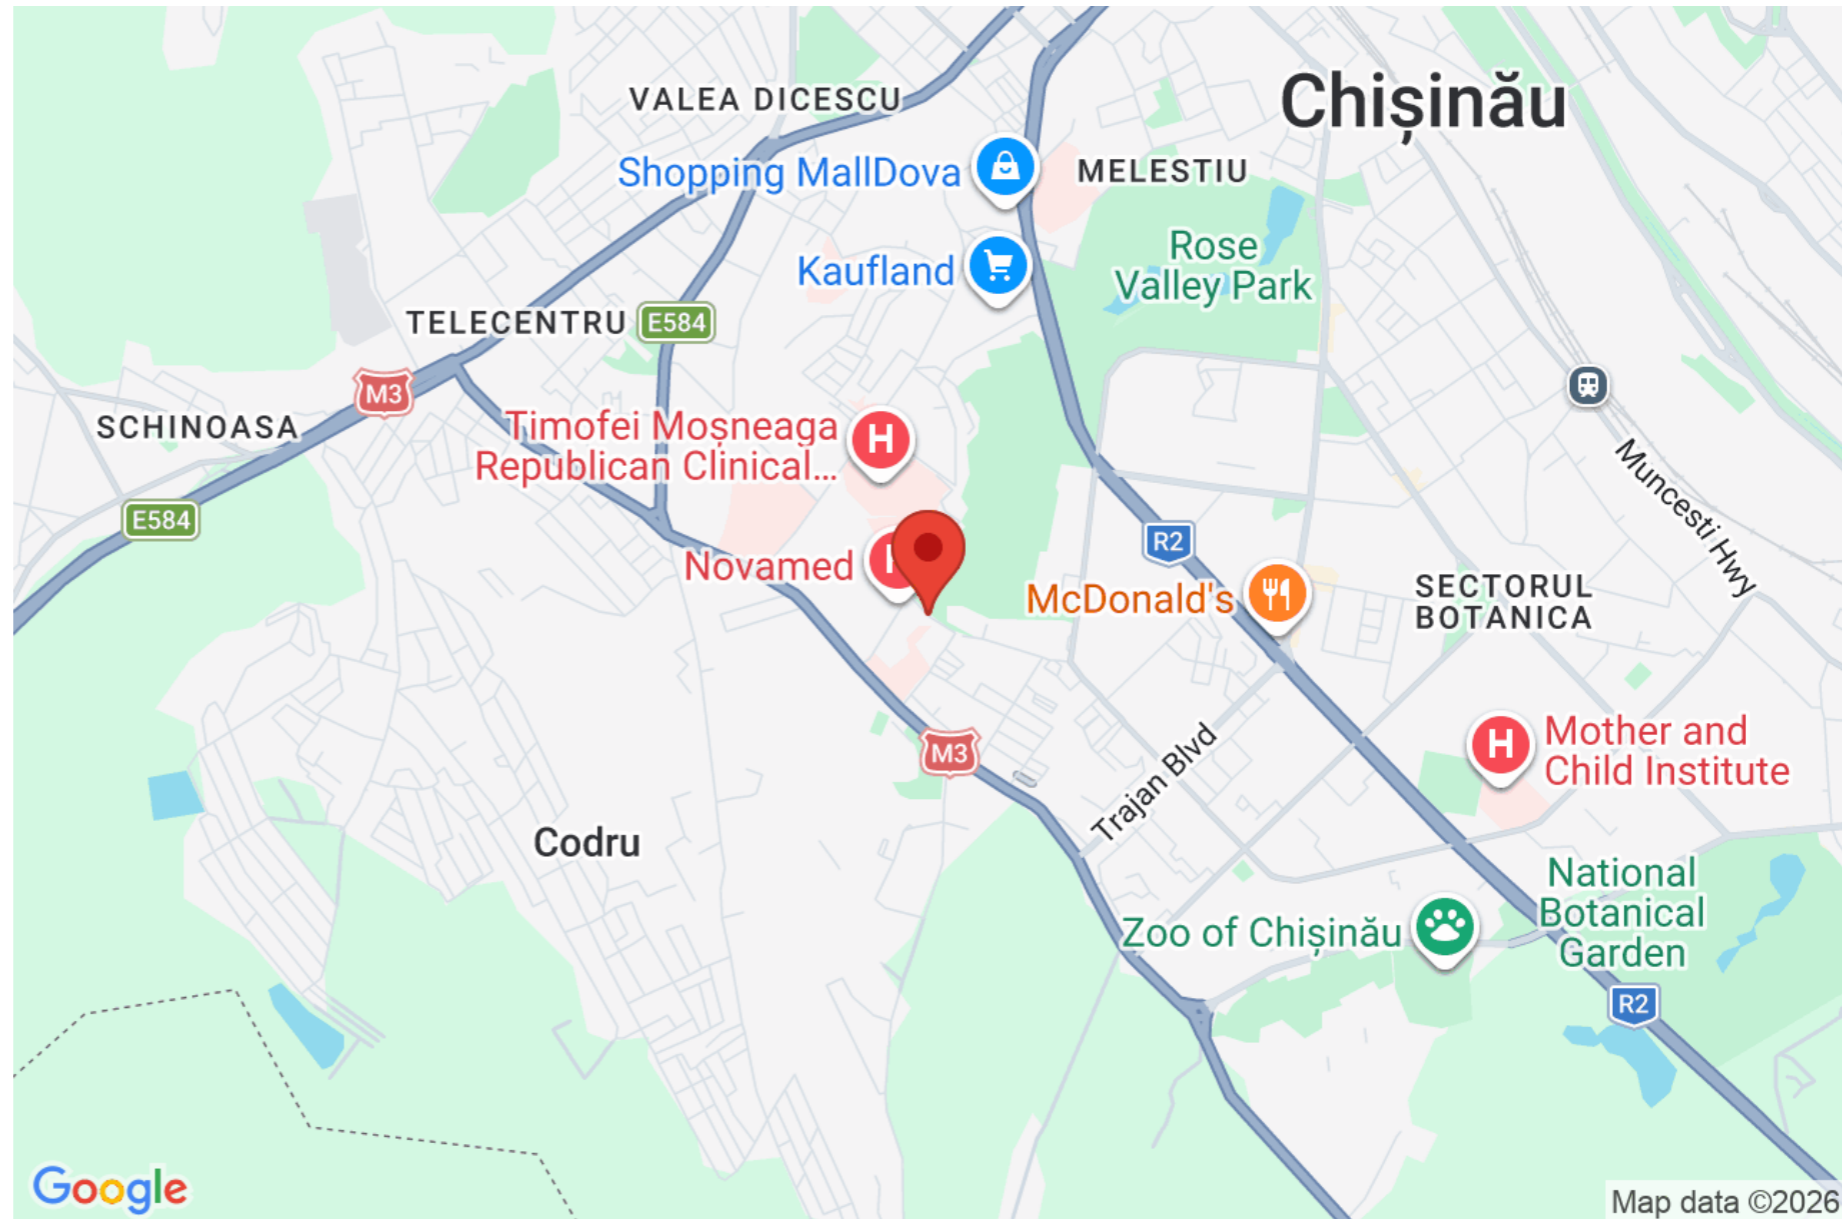 Chișinău
VALEA DICESCU
Shopping MallDova
MELESTIU
Rose
Valley Park
Kaufland
TELECENTRU
E584
M3
SCHINOASA
Timofei Moșneaga
Republican Clinical...
H
E584
R2
Muncesti Hwy
Novamed
McDonald's
SECTORUL
BOTANICA
M3
Trajan Blvd
H
Mother and
Child Institute
Codru
National
Botanical
Garden
Zoo of Chișinău
R2
Google
Map data ©2026